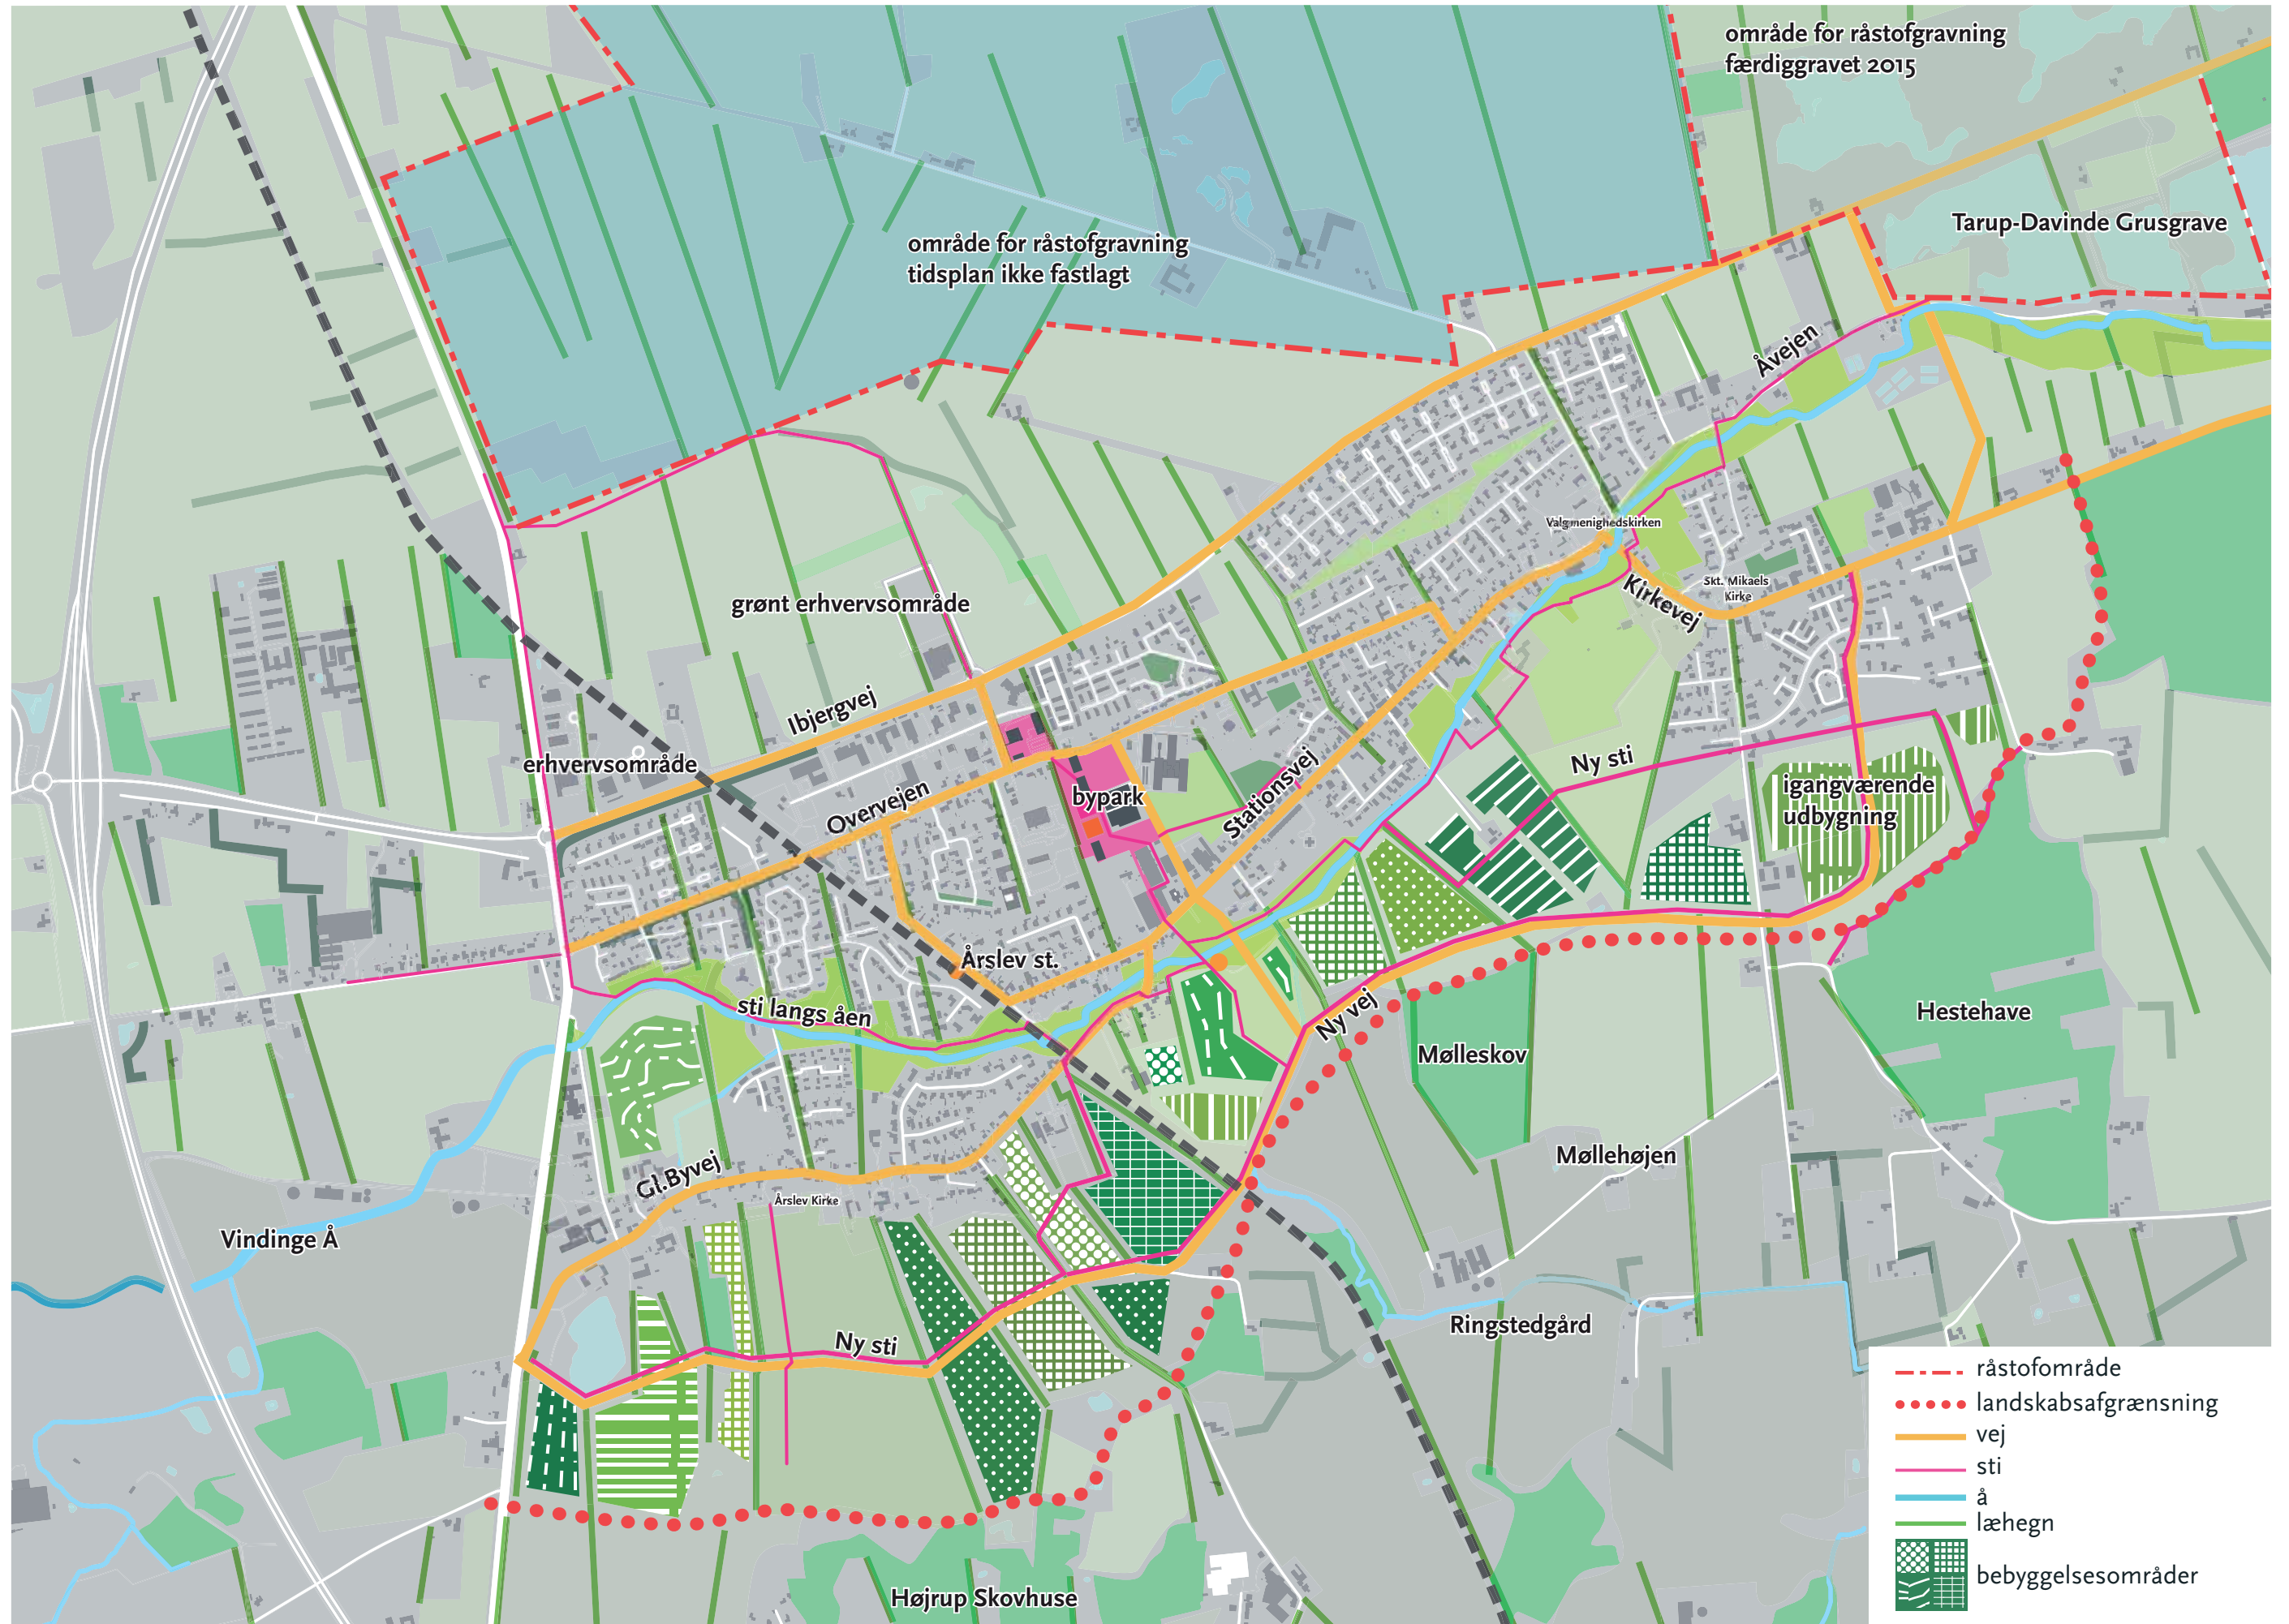 område for råstofgravning
færdiggravet 2015
Tarup-Davinde Grusgrave
område for råstofgravning
tidsplan ikke fastlagt
Åvejen
Valgmenighedskirken
Skt. Mikaels
Kirke
Kirkevej
grønt erhvervsområde
Ibjergvej
erhvervsområde
Overvejen
bypark
Stationsvej
Ny sti
igangværende
udbygning
Årslev st.
sti langs åen
Ny vej
Mølleskov
Hestehave
Møllehøjen
Gl.Byvej
Årslev Kirke
Vindinge Å
Ny sti
Ringstedgård
Højrup Skovhuse
råstofområde
landskabsafgrænsning
vej
sti
å
læhegn
bebyggelsesområder